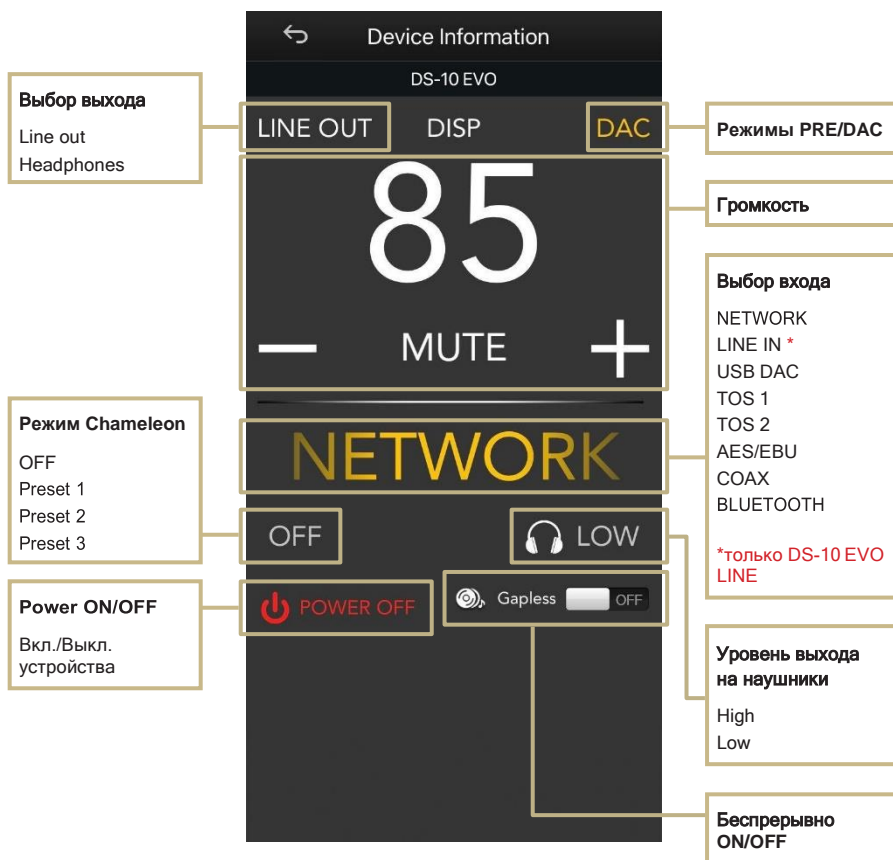 Device Information
DS-10 EVO
Выбор выхода
Line out
Headphones
LINE OUT DISP DAC
Режимы PRE/DAC
85
Громкость
MUTE
Выбор входа
NETWORK
LINE IN *
USB DAC
TOS 1
TOS 2
AES/EBU
COAX
BLUETOOTH
*только DS-10 EVO
LINE
Режим Chameleon
OFF
Preset 1
Preset 2
Preset 3
NETWORK
OFF
LOW
Power ON/OFF
Вкл./Выкл.
устройства
POWER OFF
Gapless OFF
Уровень выхода
на наушники
High
Low
Беспрерывно
ON/OFF